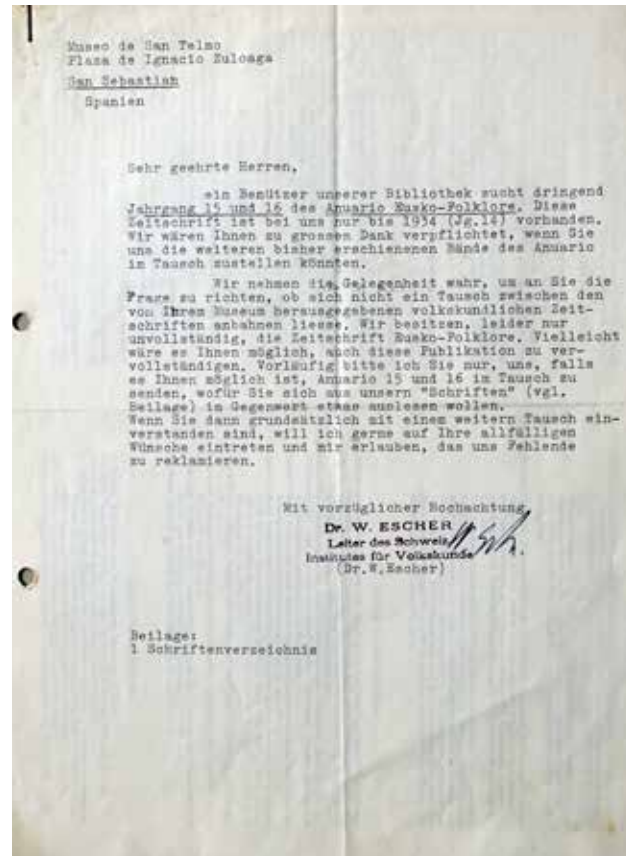 Museo de San Telmo
Plaza de Ignacio Zuloaga
San Sebastian
Spanien
Sehr geehrte Herren,
ein Benützer unserer Bibliothek sucht dringend
Jahrgang 15 und 16 des Anuario Eusko-Folklore. Diese
Zeitschrift ist bei uns nur bis 1934 (Jg.14) vorhanden.
Wir wären Ihnen zu grossem Dank verpflichtet, wenn Sie
uns die weiteren bisher erschienenen Bände des Anuario
im Tausch zustellen könnten.
Wir nehmen die Gelegenheit wahr, um an Sie die
Frage zu richten, ob sich nicht ein Tausch zwischen den
von Ihrem Museum herausgegebenen volkskundlichen Zeit-
schriften anbahnen liesse. Wir besitzen, leider nur
unvollständig, die Zeitschrift Eusko-Folklore. Vielleicht
wäre es Ihnen möglich, auch diese Publikation zu ver-
vollständigen. Vorläufig bitte ich Sie nur, uns, falls
es Ihnen möglich ist, Anuario 15 und 16 im Tausch zu
senden, wofür Sie sich aus unsern "Schriften" (vgl.
Beilage) im Gegenwert etwas auslesen wollen.
Wenn Sie dann grundsätzlich mit einem weitern Tausch ein-
verstanden sind, will ich gerne auf Ihre allfälligen
Wünsche eintreten und mir erlauben, das uns Fehlende
zu reklamieren.
Mit vorzüglicher Hochachtung
Dr. W. ESCHER
Leiter des Schweiz.
Institutes für Volkskunde
(Dr.W.Escher)
Beilage:
1 Schriftenverzeichnis